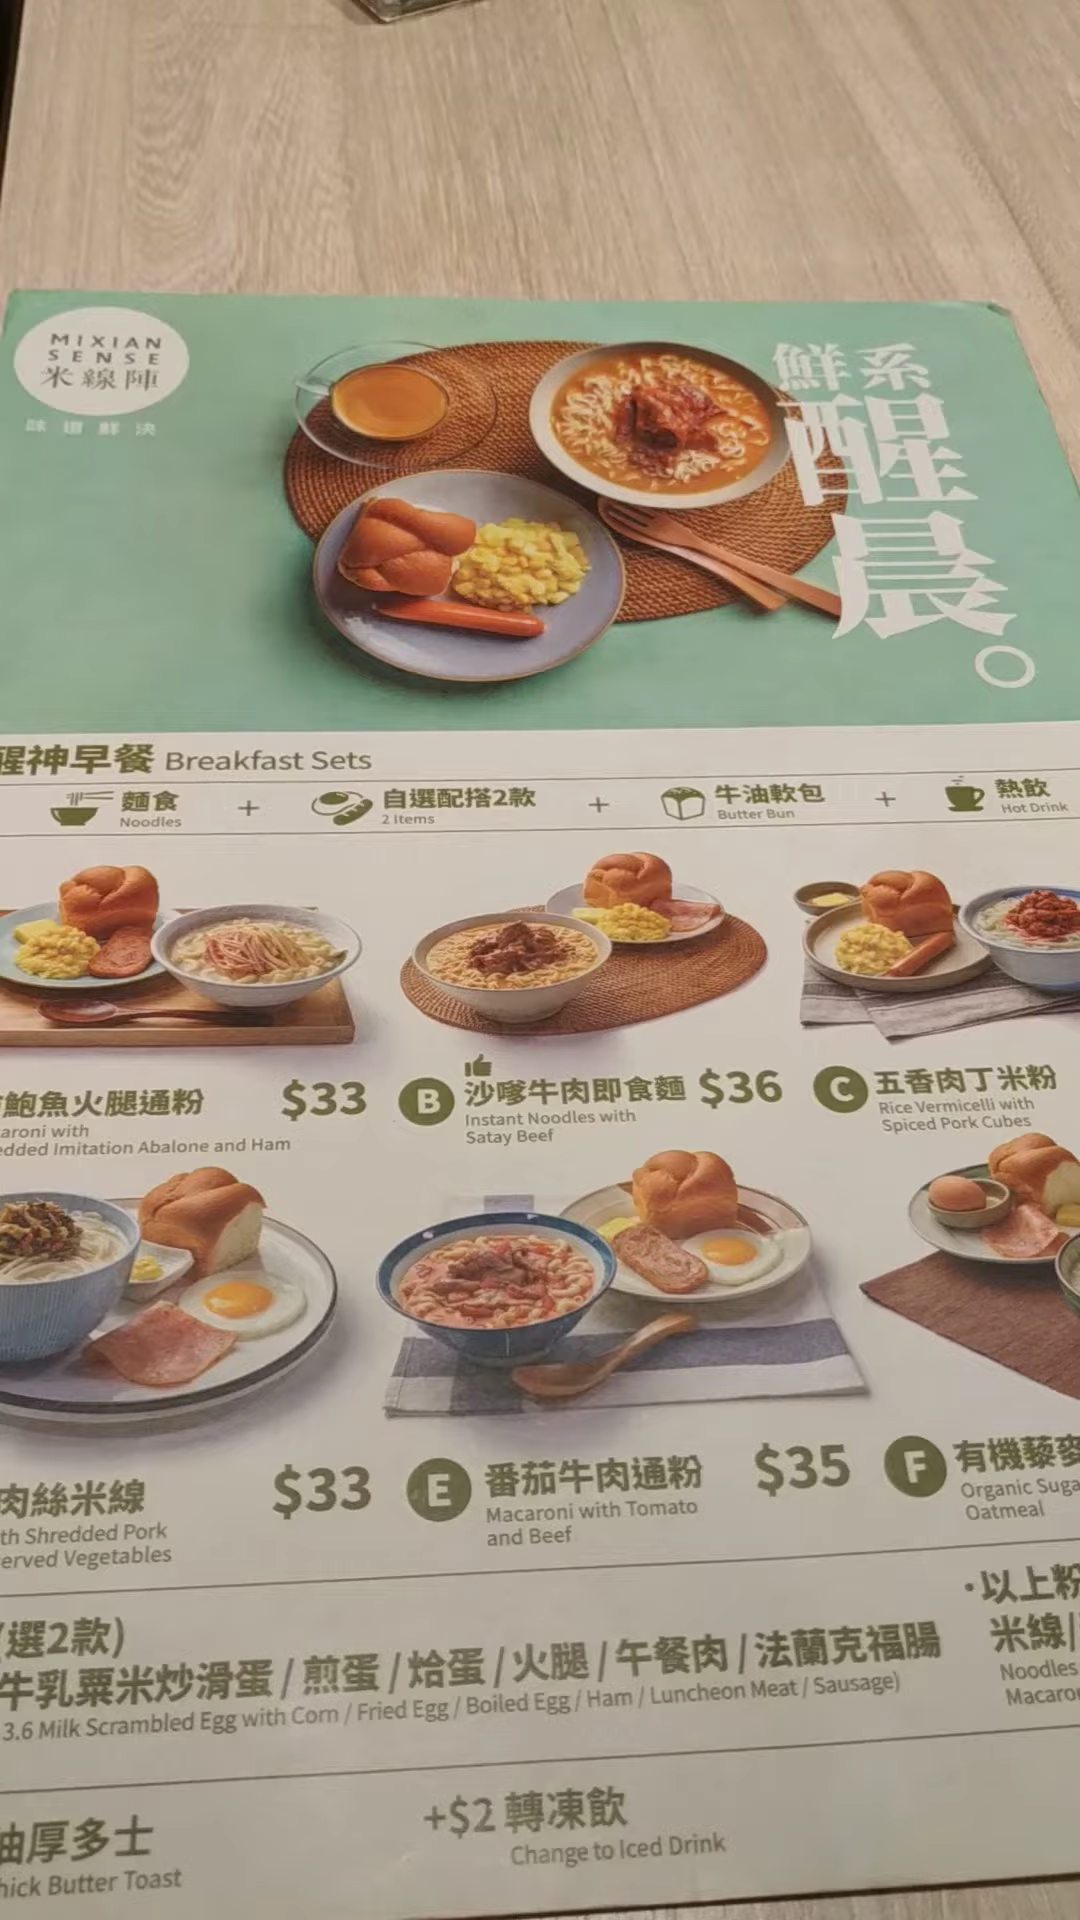 MIXIAN
SENSE
米線陣
味道鮮決
鮮系
醒
晨。
醒神早餐 Breakfast Sets
麵食
Noodles
+
自選配搭2款
2 Items
+
牛油軟包
Butter Bun
+
熱飲
Hot Drink
鮑魚火腿通粉 $33
aroni with
edded Imitation Abalone and Ham
B 沙嗲牛肉即食麵 $36
Instant Noodles with
Satay Beef
C 五香肉丁米粉
Rice Vermicelli with
Spiced Pork Cubes
肉絲米線 $33
th Shredded Pork
erved Vegetables
E 番茄牛肉通粉 $35
Macaroni with Tomato
and Beef
F 有機藜麥
Organic Suga
Oatmeal
(選2款)
牛乳粟米炒滑蛋/煎蛋/烚蛋/火腿/午餐肉/法蘭克福腸
3.6 Milk Scrambled Egg with Corn / Fried Egg / Boiled Egg / Ham / Luncheon Meat / Sausage)
·以上粉
米線/
Noodles
Macaro
油厚多士
hick Butter Toast
+$2 轉凍飲
Change to Iced Drink